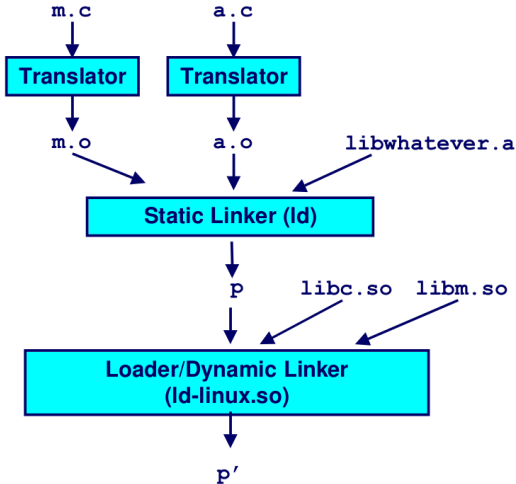 m.c
a.c
Translator
Translator
m.o
a.o
libwhatever.a
Static Linker (ld)
p
libc.so
libm.so
Loader/Dynamic Linker
(ld-linux.so)
p’